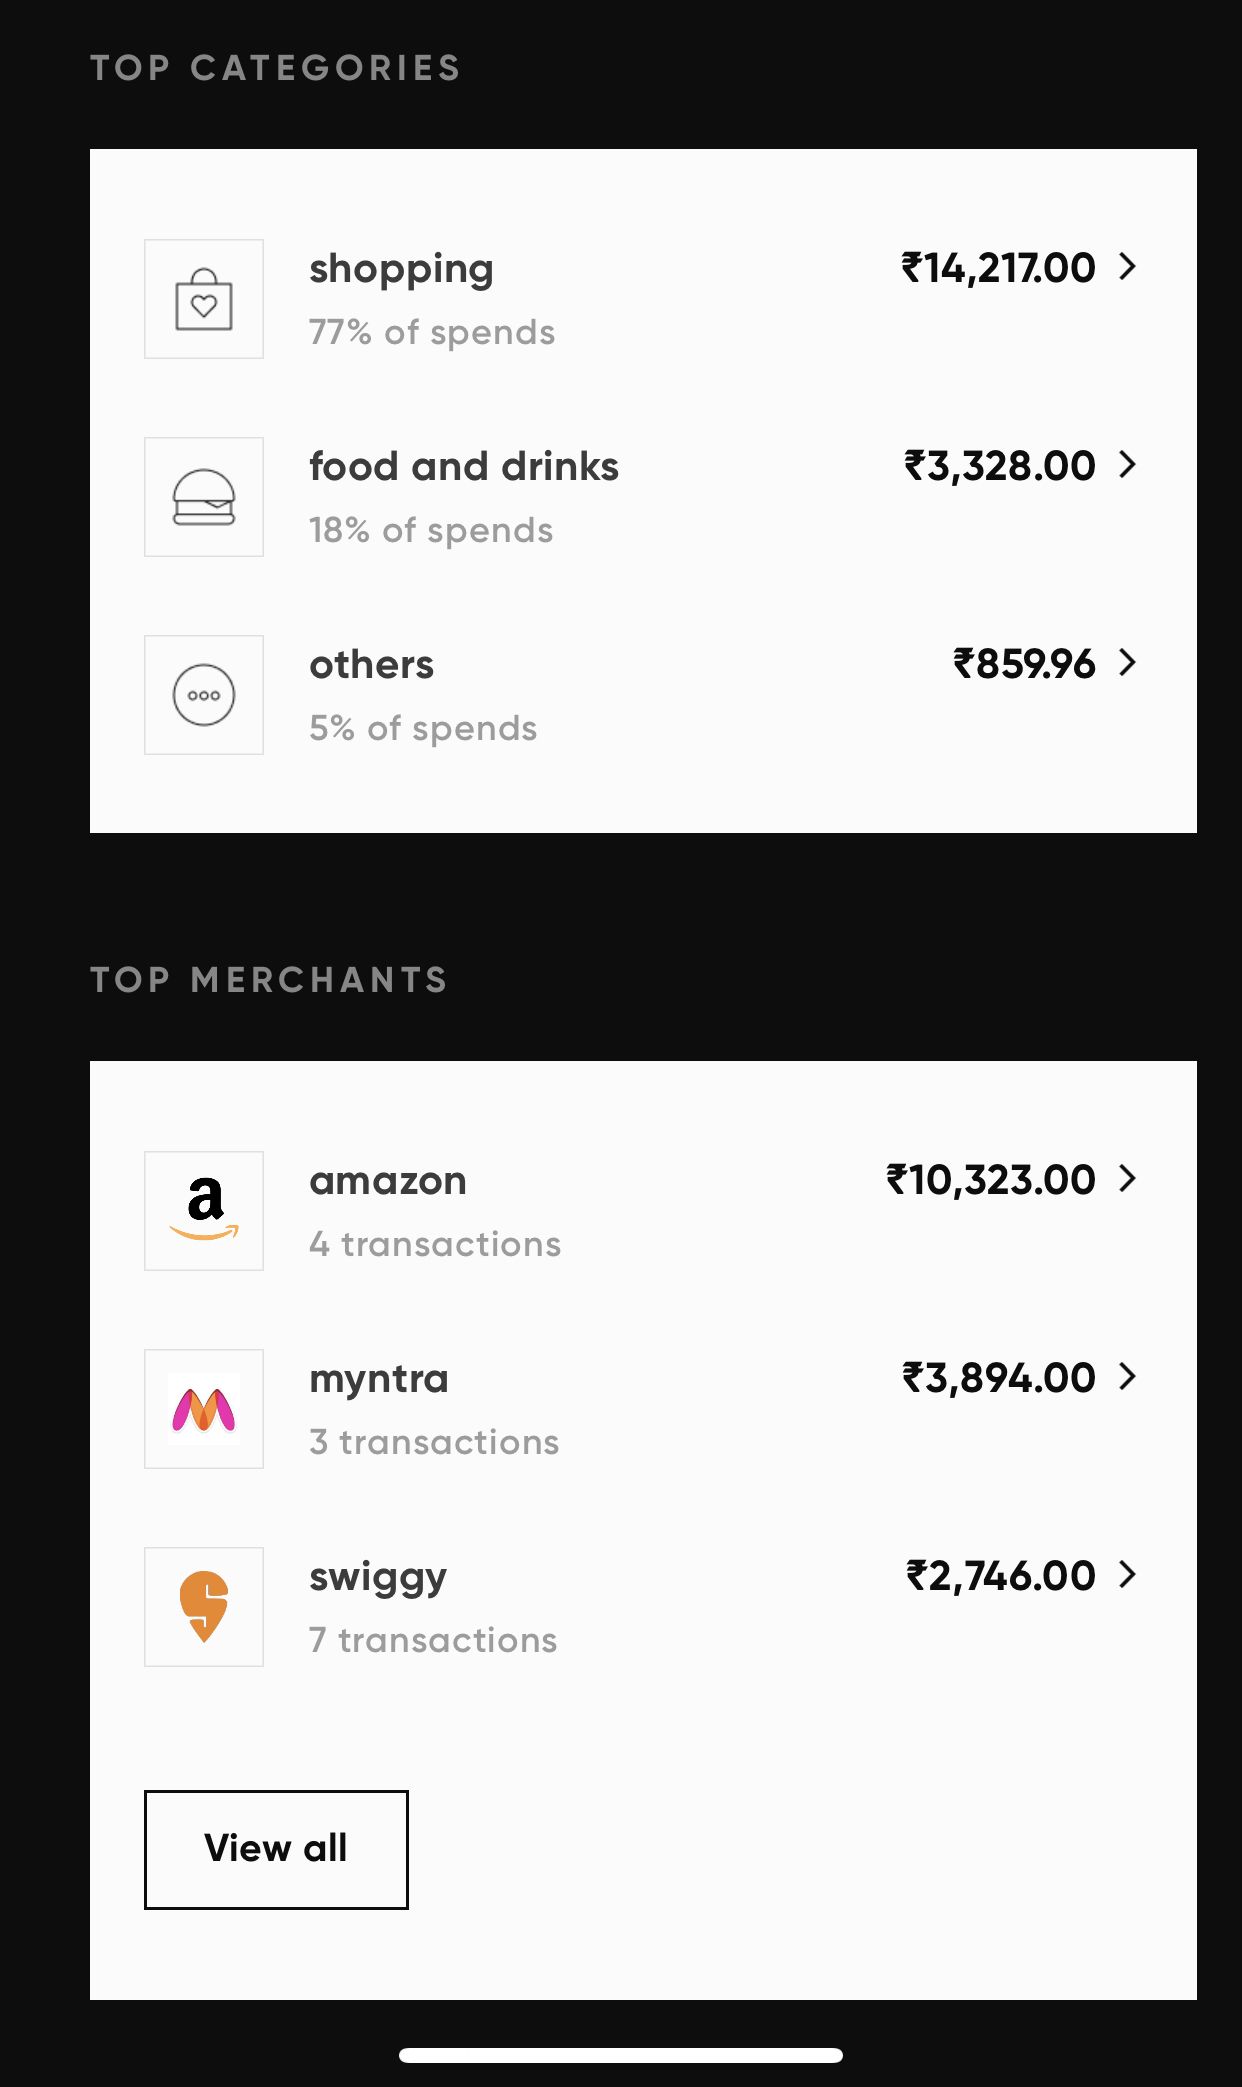 TOP CATEGORIES
shopping
₹14,217.00
77% of spends
food and drinks
₹3,328.00
18% of spends
others
₹859.96
5% of spends
TOP MERCHANTS
a
amazon
₹10,323.00
4 transactions
myntra
₹3,894.00
3 transactions
swiggy
₹2,746.00
7 transactions
View all